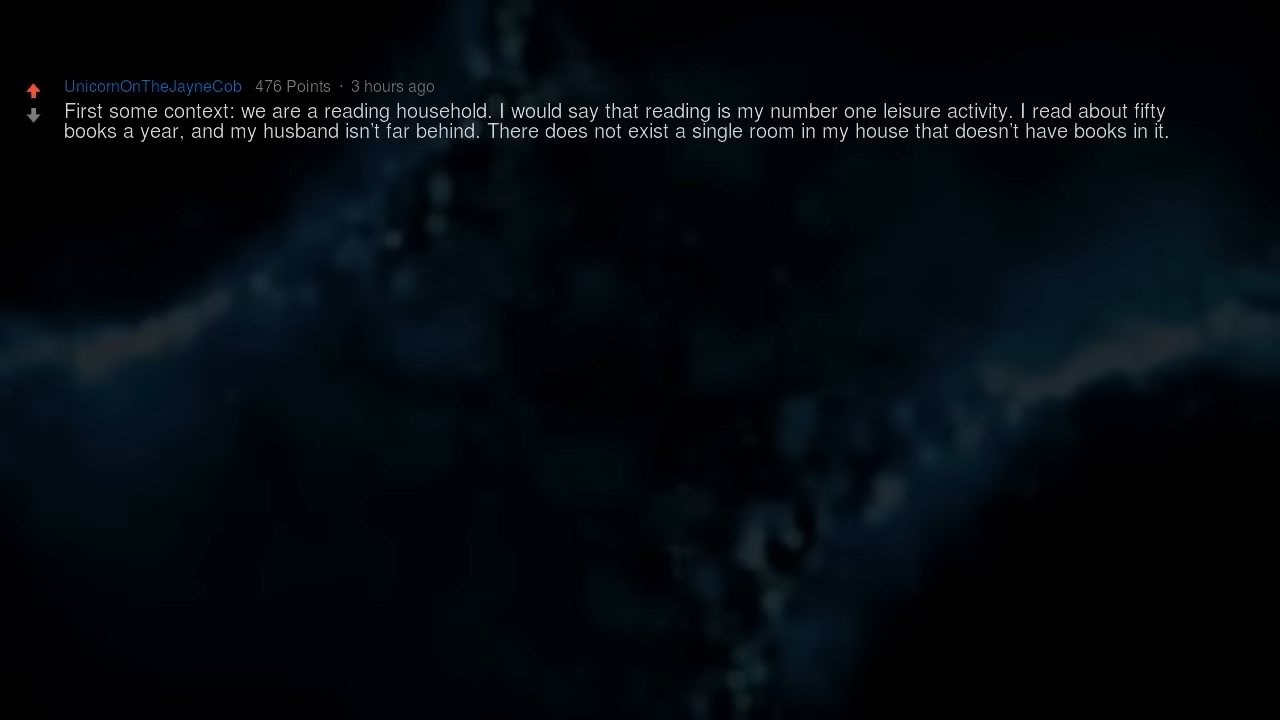 UnicornOnTheJayneCob 476 Points · 3 hours ago
First some context: we are a reading household. I would say that reading is my number one leisure activity. I read about fifty
books a year, and my husband isn't far behind. There does not exist a single room in my house that doesn't have books in it.